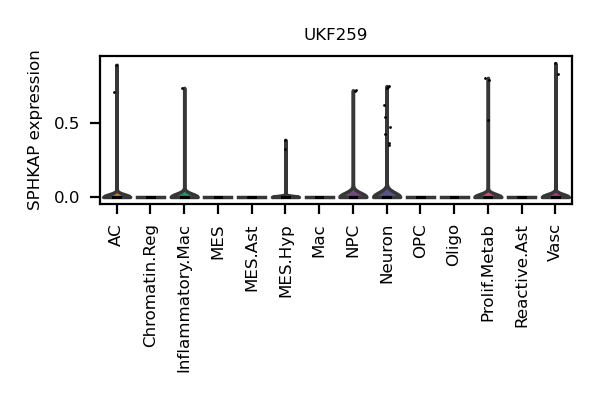 UKF259
SPHKAP expression
0.5
0.0
AC
Chromatin.Reg
Inflammatory.Mac
MES
MES.Ast
MES.Hyp
Mac
NPC
Neuron
OPC
Oligo
Prolif.Metab
Reactive.Ast
Vasc